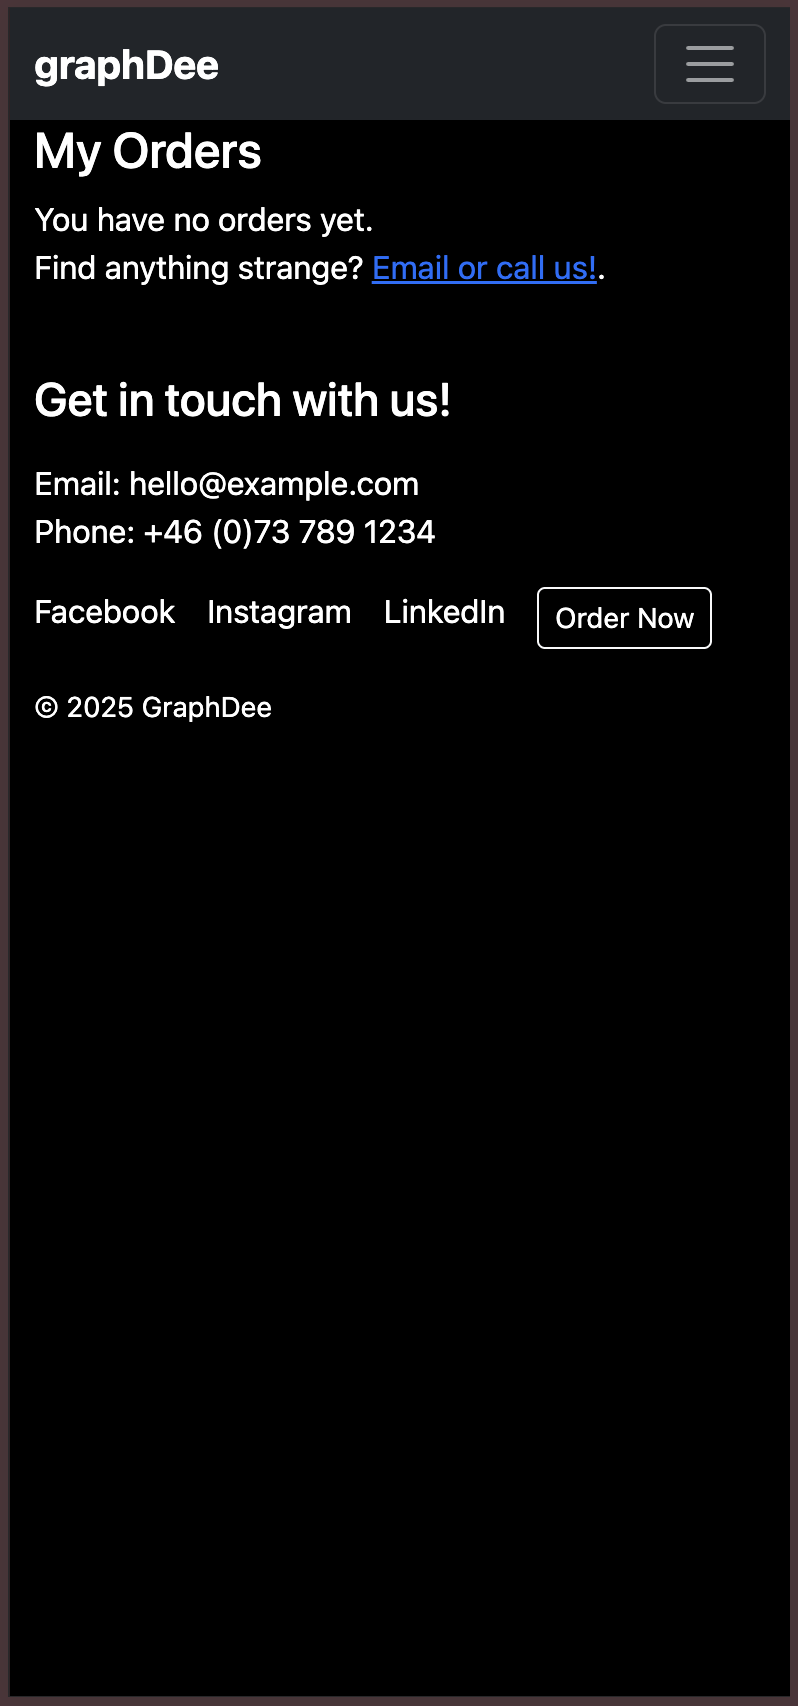 graphDee
My Orders
You have no orders yet.
Find anything strange? Email or call us!.
Get in touch with us!
Email: hello@example.com
Phone: +46 (0)73 789 1234
Facebook Instagram LinkedIn Order Now
© 2025 GraphDee